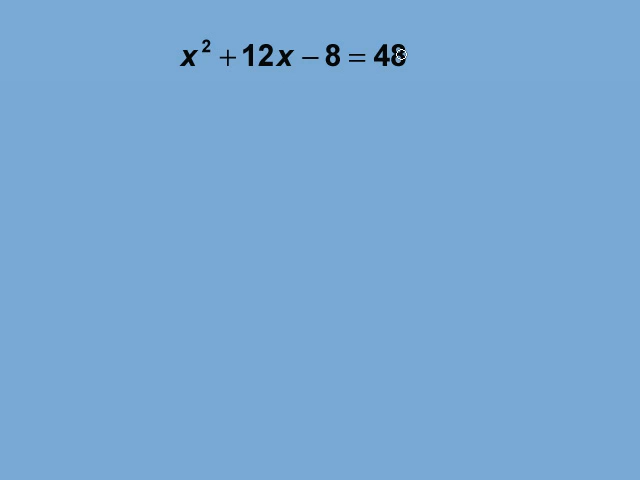 x² + 12x − 8 = 48